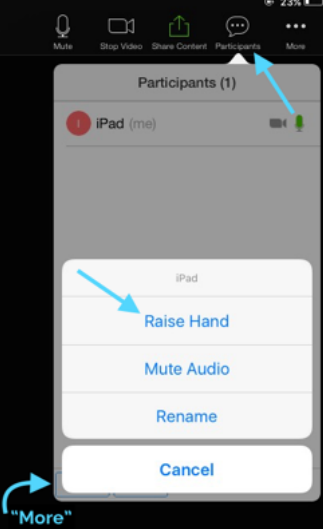 23%
Mute Stop Video Share Content Participants More
Participants (1)
I iPad (me)
iPad
Raise Hand
Mute Audio
Rename
Cancel
"More"